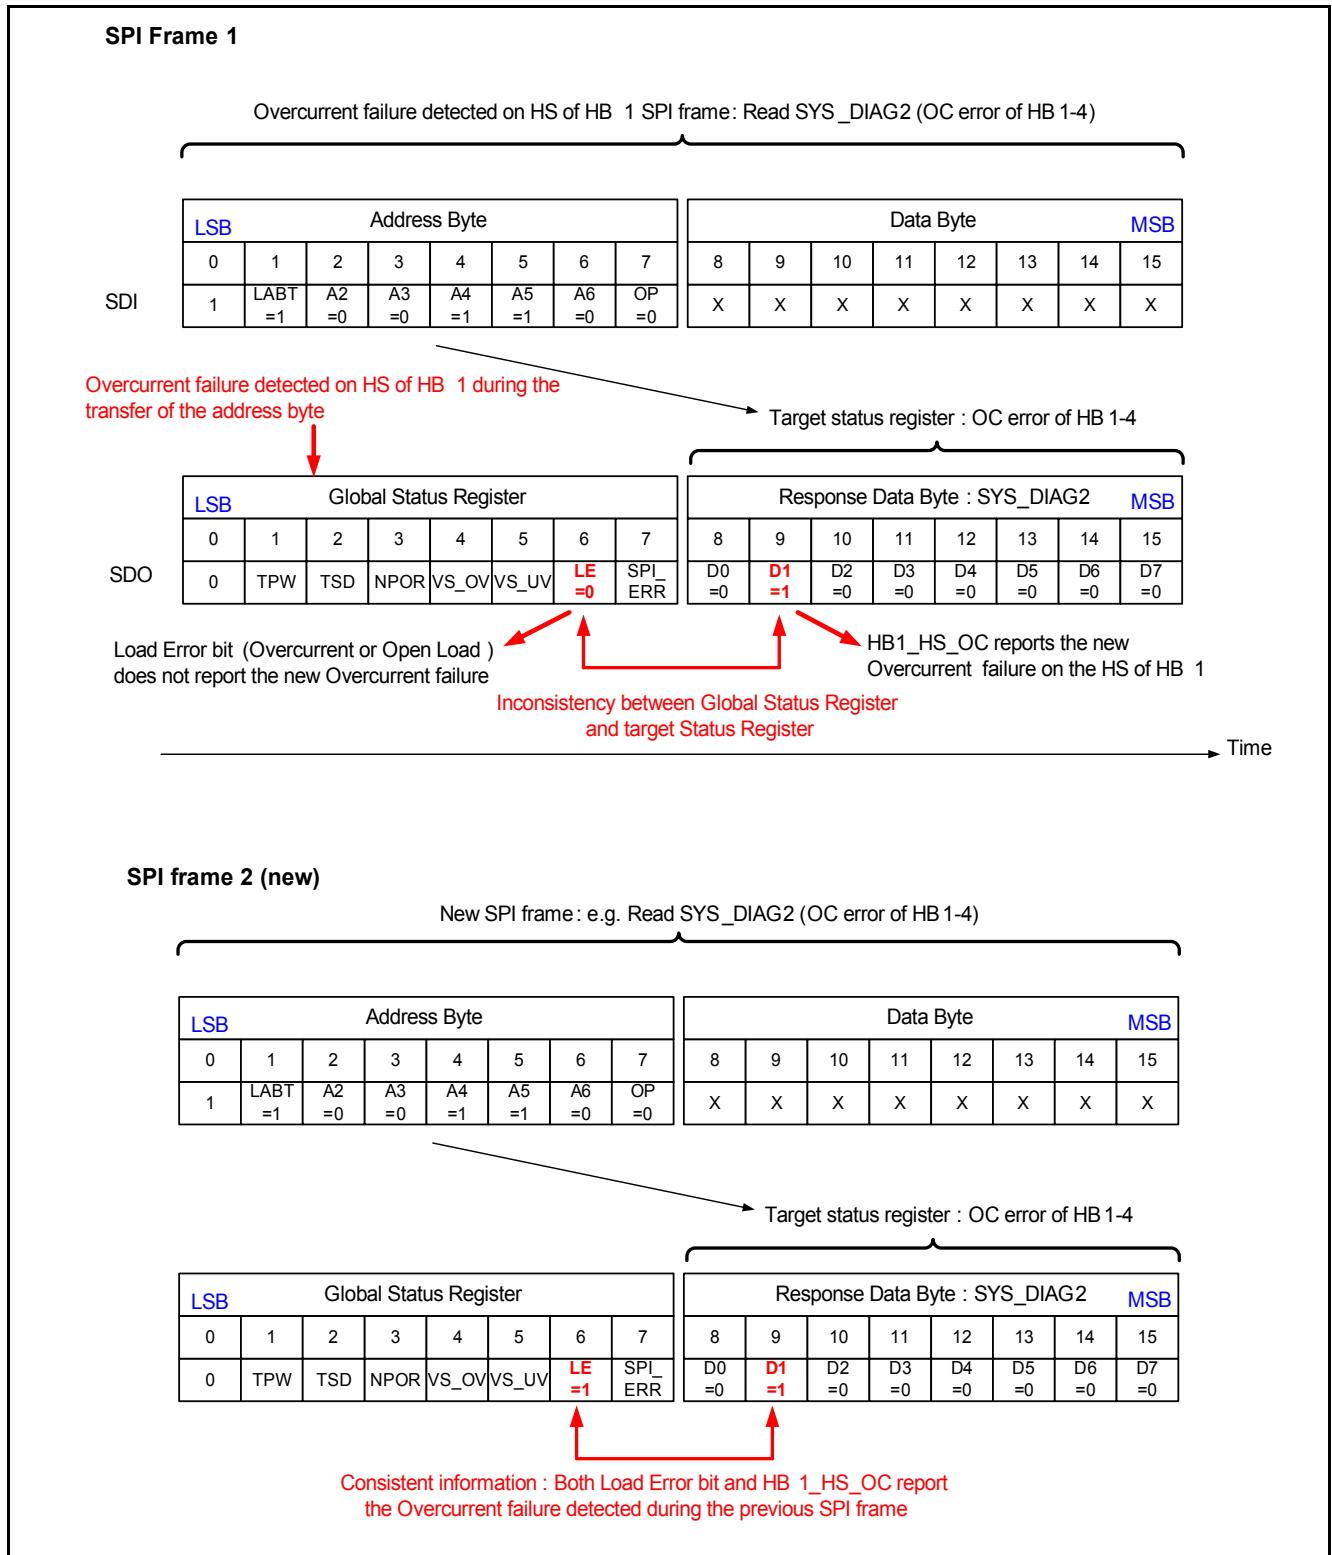 SPI Frame 1
Overcurrent failure detected on HS of HB 1 SPI frame: Read SYS_DIAG2 (OC error of HB 1-4)
LSB Address Byte Data Byte MSB
0 1 2 3 4 5 6 7 8 9 10 11 12 13 14 15
SDI
1 LABT =1 A2 =0 A3 =0 A4 =1 A5 =1 A6 =0 OP =0 X X X X X X X X
Overcurrent failure detected on HS of HB 1 during the
transfer of the address byte
Target status register : OC error of HB 1-4
LSB Global Status Register Response Data Byte : SYS_DIAG2 MSB
0 1 2 3 4 5 6 7 8 9 10 11 12 13 14 15
SDO
0 TPW TSD NPOR VS_OV VS_UV LE =0 SPI_ ERR D0 =0 D1 =1 D2 =0 D3 =0 D4 =0 D5 =0 D6 =0 D7 =0
Load Error bit (Overcurrent or Open Load )
does not report the new Overcurrent failure
HB1_HS_OC reports the new
Overcurrent failure on the HS of HB 1
Inconsistency between Global Status Register
and target Status Register
Time
SPI frame 2 (new)
New SPI frame : e.g. Read SYS_DIAG2 (OC error of HB 1-4)
LSB Address Byte Data Byte MSB
0 1 2 3 4 5 6 7 8 9 10 11 12 13 14 15
1 LABT =1 A2 =0 A3 =0 A4 =1 A5 =1 A6 =0 OP =0 X X X X X X X X
Target status register : OC error of HB 1-4
LSB Global Status Register Response Data Byte : SYS_DIAG2 MSB
0 1 2 3 4 5 6 7 8 9 10 11 12 13 14 15
0 TPW TSD NPOR VS_OV VS_UV LE =1 SPI_ ERR D0 =0 D1 =1 D2 =0 D3 =0 D4 =0 D5 =0 D6 =0 D7 =0
Consistent information : Both Load Error bit and HB 1_HS_OC report
the Overcurrent failure detected during the previous SPI frame